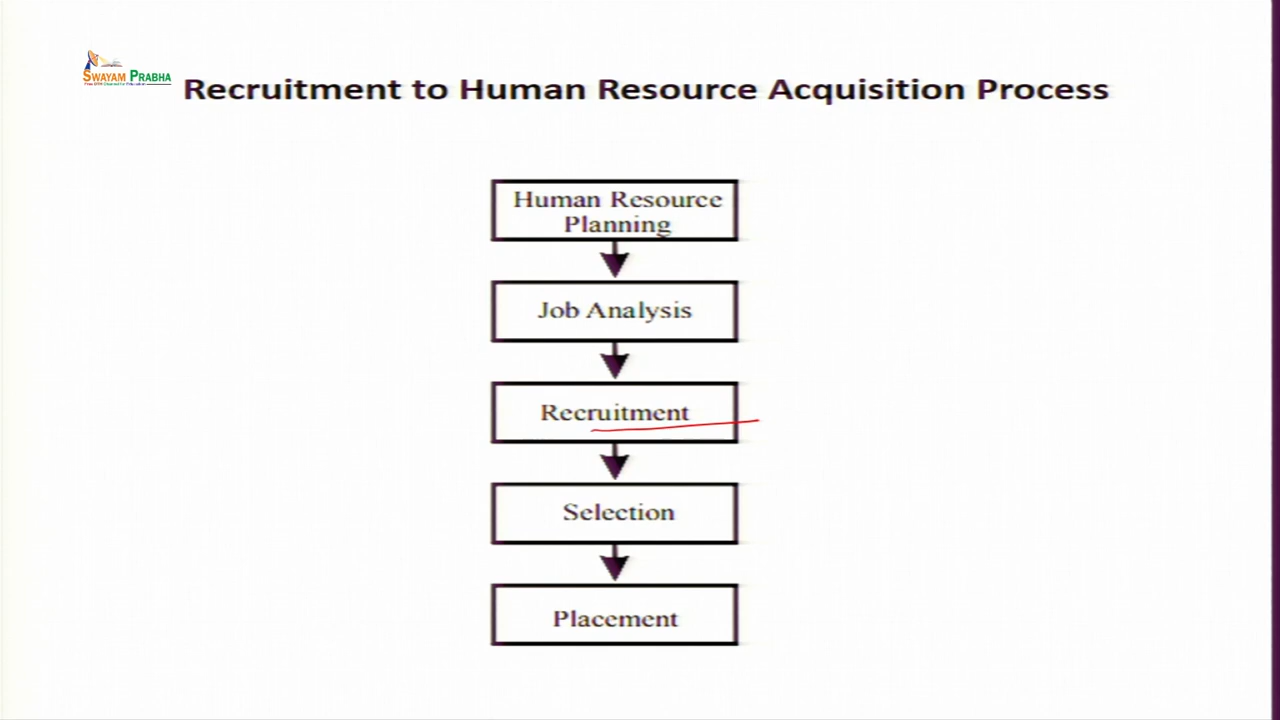 SWAYAM PRABHA
Recruitment to Human Resource Acquisition Process
Human Resource
Planning
Job Analysis
Recruitment
Selection
Placement